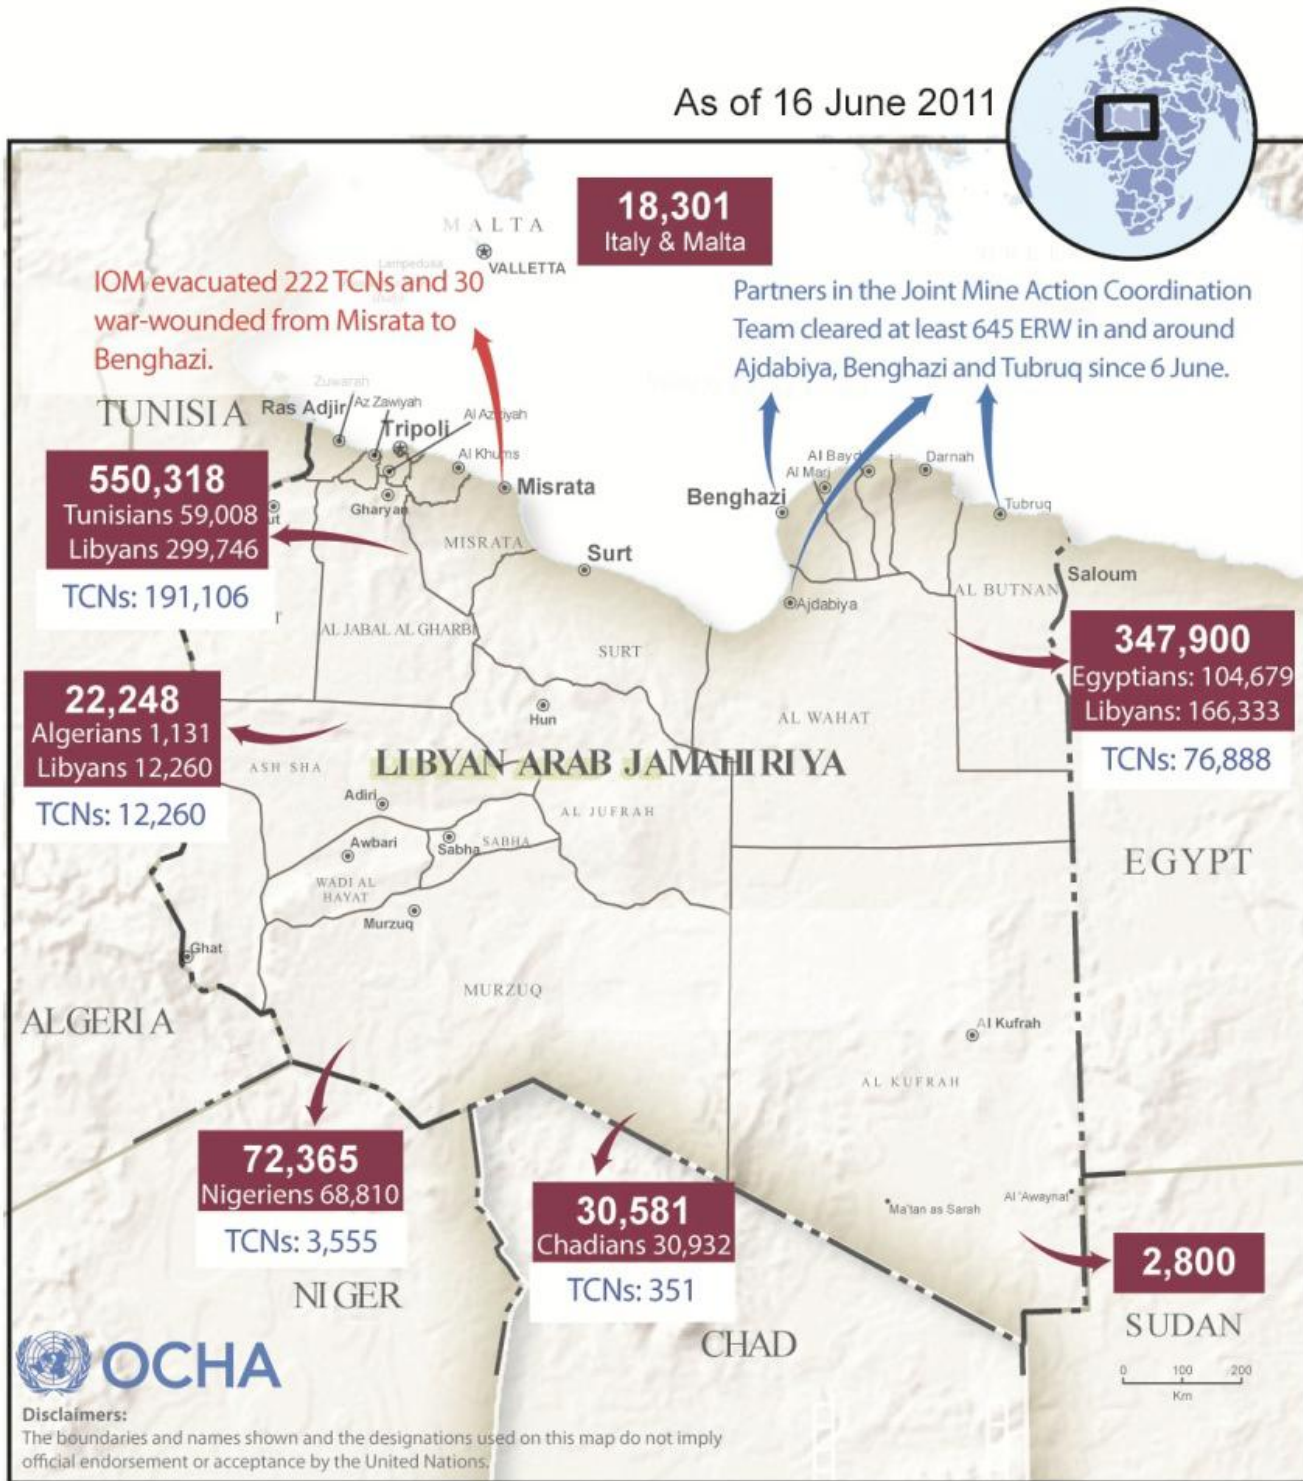 As of 16 June 2011
18,301
Italy & Malta
MALTA
VALLETTA
Lampedusa
IOM evacuated 222 TCNs and 30
war-wounded from Misrata to
Benghazi.
Partners in the Joint Mine Action Coordination
Team cleared at least 645 ERW in and around
Ajdabiya, Benghazi and Tubruq since 6 June.
Zuwarah
TUNISIA
Ras Adjir
Az Zawiyah
Tripoli
Al Khums
Misrata
Gharyan
MISRATA
Surt
Al Bayda
Al Marj
Darnah
Benghazi
Tubruq
Ajdabiya
AL BUTNAN
Saloum
550,318
Tunisians 59,008
Libyans 299,746
TCNs: 191,106
AL JABAL AL GHARBI
SURT
AL WAHAT
347,900
Egyptians: 104,679
Libyans: 166,333
TCNs: 76,888
22,248
Algerians 1,131
Libyans 12,260
TCNs: 12,260
ASH SHA
Hun
LIBYAN ARAB JAMAHIRIYA
Adiri
AL JUFRAH
Awbari
Sabha
SABHA
WADI AL
HAYAT
Murzuq
EGYPT
Ghat
MURZUQ
ALGERIA
Al Kufrah
AL KUFRAH
72,365
Nigeriens 68,810
TCNs: 3,555
NIGER
30,581
Chadians 30,932
TCNs: 351
CHAD
Ma'tan as Sarah
Al 'Awaynat
2,800
SUDAN
0 100 200
Km
OCHA
Disclaimers:
The boundaries and names shown and the designations used on this map do not imply
official endorsement or acceptance by the United Nations.